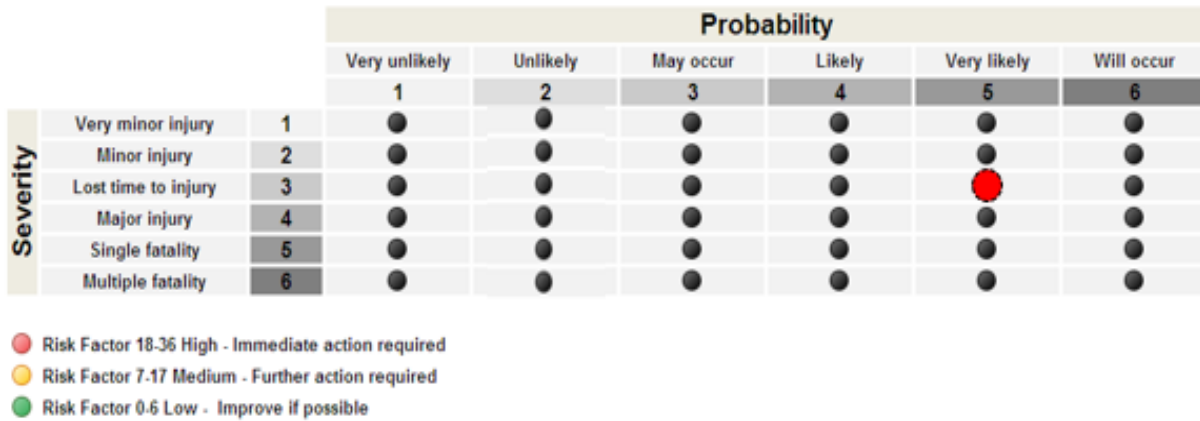 Probability
Very unlikely Unlikely May occur Likely Very likely Will occur
1 2 3 4 5 6
Severity
Very minor injury 1
Minor injury 2
Lost time to injury 3
Major injury 4
Single fatality 5
Multiple fatality 6
Risk Factor 18-36 High - Immediate action required
Risk Factor 7-17 Medium - Further action required
Risk Factor 0-6 Low - Improve if possible